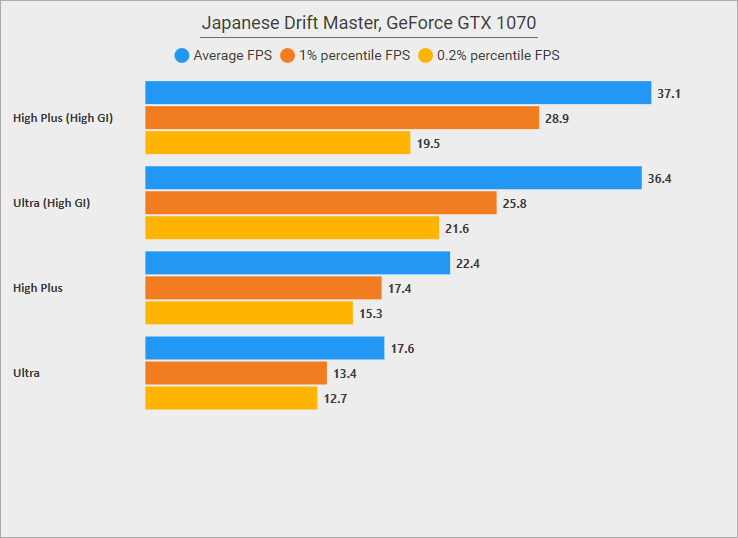 Japanese Drift Master, GeForce GTX 1070
Average FPS 1% percentile FPS 0.2% percentile FPS
High Plus (High GI)
37.1
28.9
19.5
Ultra (High GI)
36.4
25.8
21.6
High Plus
22.4
17.4
15.3
Ultra
17.6
13.4
12.7